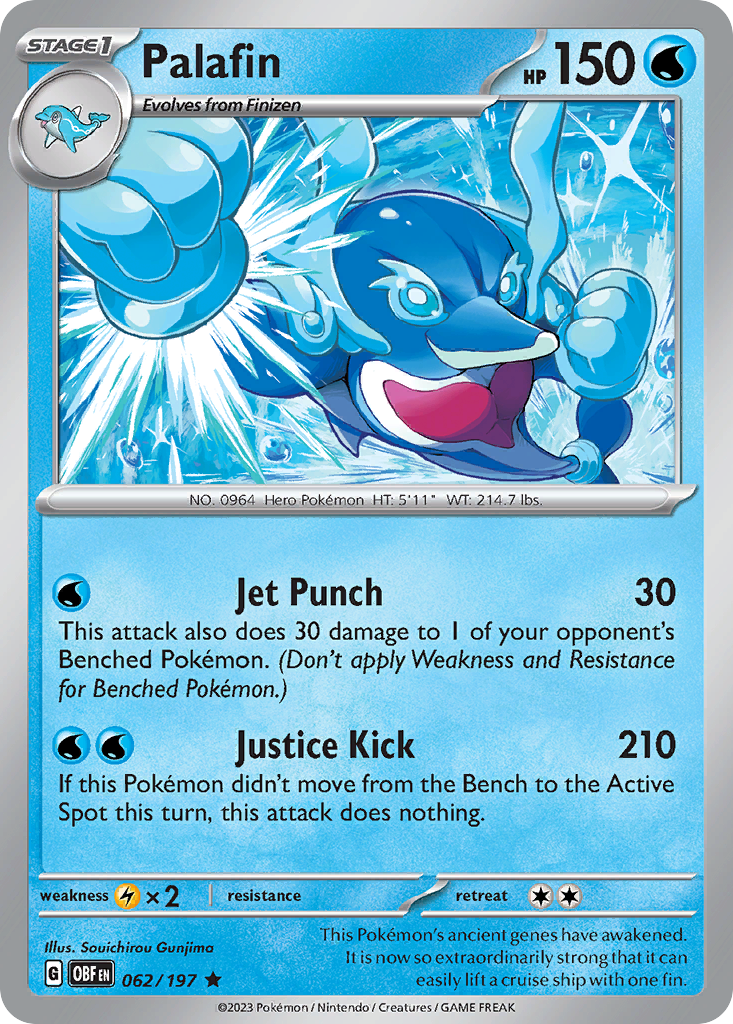 STAGE1
Palafin
HP 150
Evolves from Finizen
NO. 0964 Hero Pokémon HT: 5'11" WT: 214.7 lbs.
Jet Punch 30
This attack also does 30 damage to 1 of your opponent's
Benched Pokémon. (Don't apply Weakness and Resistance
for Benched Pokémon.)
Justice Kick 210
If this Pokémon didn't move from the Bench to the Active
Spot this turn, this attack does nothing.
weakness ×2 resistance retreat
Illus. Souichirou Gunjima
This Pokémon's ancient genes have awakened.
It is now so extraordinarily strong that it can
easily lift a cruise ship with one fin.
G OBF EN 062/197 ★
©2023 Pokémon / Nintendo / Creatures / GAME FREAK